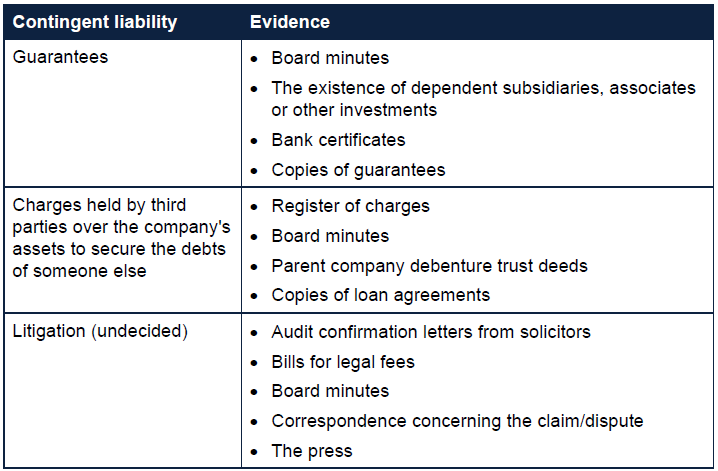 Contingent liability Evidence
Guarantees
• Board minutes
• The existence of dependent subsidiaries, associates
or other investments
• Bank certificates
• Copies of guarantees
Charges held by third
parties over the company's
assets to secure the debts
of someone else
• Register of charges
• Board minutes
• Parent company debenture trust deeds
• Copies of loan agreements
Litigation (undecided)
• Audit confirmation letters from solicitors
• Bills for legal fees
• Board minutes
• Correspondence concerning the claim/dispute
• The press